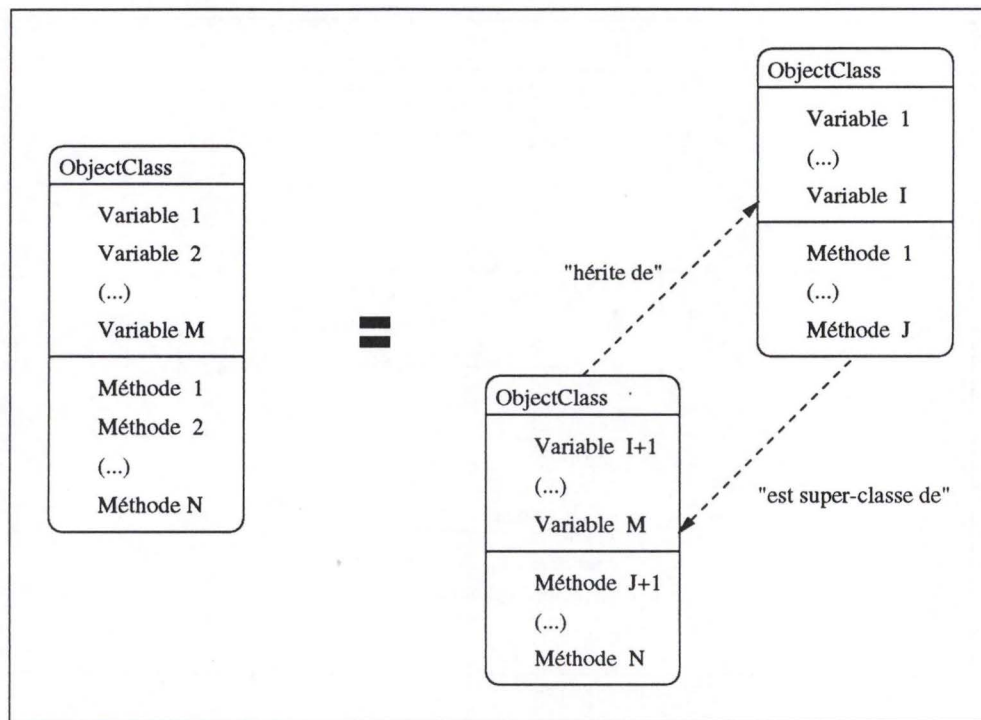 ObjectClass
Variable 1
Variable 2
(...)
Variable M
Méthode 1
Méthode 2
(...)
Méthode N
=
"hérite de"
ObjectClass
Variable 1
(...)
Variable I
Méthode 1
(...)
Méthode J
ObjectClass
Variable I+1
(...)
Variable M
Méthode J+1
(...)
Méthode N
"est super-classe de"